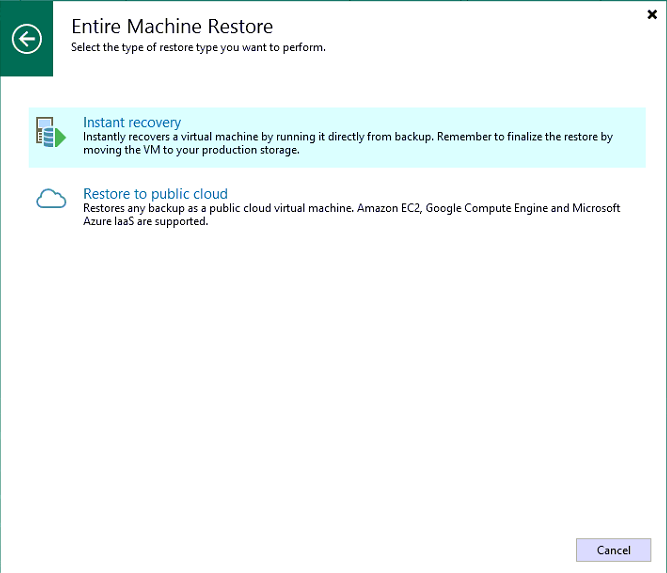 Entire Machine Restore
Select the type of restore type you want to perform.
Instant recovery
Instantly recovers a virtual machine by running it directly from backup. Remember to finalize the restore by
moving the VM to your production storage.
Restore to public cloud
Restores any backup as a public cloud virtual machine. Amazon EC2, Google Compute Engine and Microsoft
Azure IaaS are supported.
Cancel